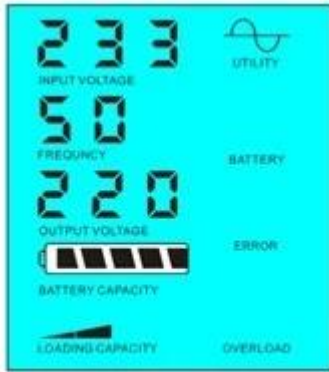 233
UTILITY
INPUT VOLTAGE
50
FREQUNCY
BATTERY
220
OUTPUT VOLTAGE
ERROR
BATTERY CAPACITY
LOADING CAPACITY
OVERLOAD